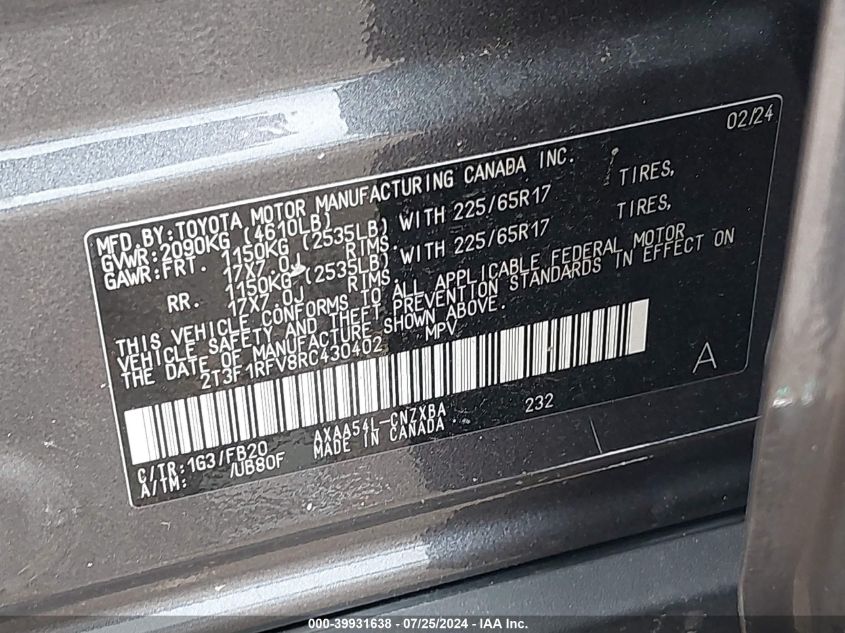 02/24
MFD.BY:TOYOTA MOTOR MANUFACTURING CANADA INC.
GVWR:2090KG (4610LB)
GAWR:FRT. 1150KG (2535LB) WITH 225/65R17 TIRES,
17X7.0J RIMS.
RR. 1150KG (2535LB) WITH 225/65R17 TIRES,
17X7.0J RIMS.
THIS VEHICLE CONFORMS TO ALL APPLICABLE FEDERAL MOTOR
VEHICLE SAFETY AND THEFT PREVENTION STANDARDS IN EFFECT ON
THE DATE OF MANUFACTURE SHOWN ABOVE.
2T3F1RFV8RC430402 MPV
A
C/TR:1G3/FB20 AXAA54L-CNZXBA 232
A/TM: /UB80F MADE IN CANADA
000-39931638 - 07/25/2024 - IAA Inc.